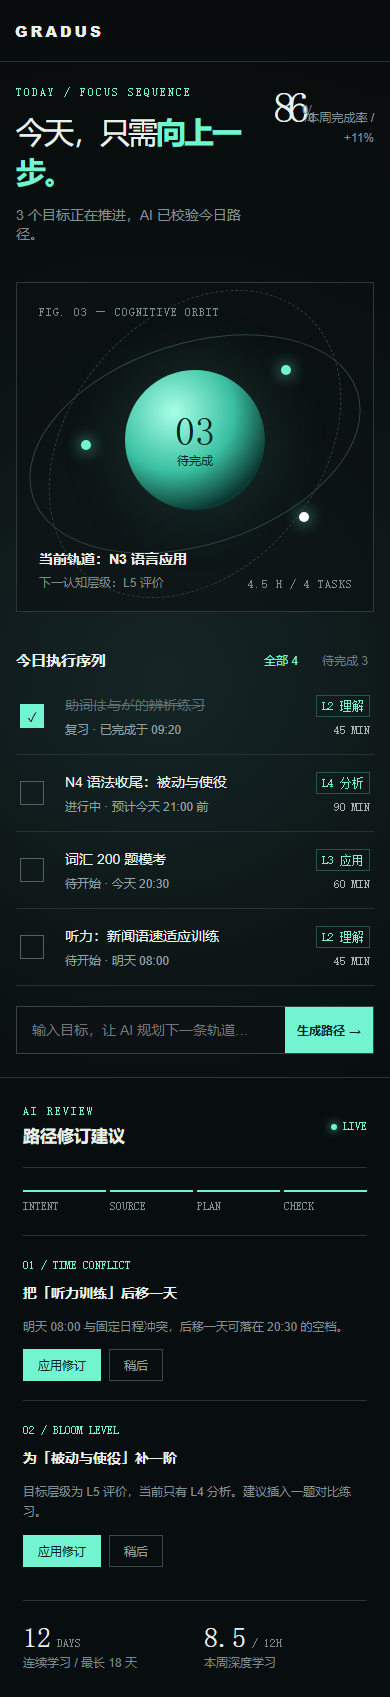 GRADUS
TODAY / FOCUS SEQUENCE
今天，只需向上一
步。
3 个目标正在推进，AI 已校验今日路
径。
86%
本周完成率 /
+11%
FIG. 03 — COGNITIVE ORBIT
03
待完成
当前轨道：N3 语言应用
下一认知层级：L5 评价
4.5 H / 4 TASKS
今日执行序列
全部 4
待完成 3
✓
助词は与が的辨析练习
L2 理解
复习 · 已完成于 09:20
45 MIN
N4 语法收尾：被动与使役
L4 分析
进行中 · 预计今天 21:00 前
90 MIN
词汇 200 题模考
L3 应用
待开始 · 今天 20:30
60 MIN
听力：新闻语速适应训练
L2 理解
待开始 · 明天 08:00
45 MIN
输入目标，让 AI 规划下一条轨道…
生成路径 →
AI REVIEW
路径修订建议
LIVE
INTENT
SOURCE
PLAN
CHECK
01 / TIME CONFLICT
把「听力训练」后移一天
明天 08:00 与固定日程冲突，后移一天可落在 20:30 的空档。
应用修订
稍后
02 / BLOOM LEVEL
为「被动与使役」补一阶
目标层级为 L5 评价，当前只有 L4 分析。建议插入一题对比练
习。
应用修订
稍后
12 DAYS
连续学习 / 最长 18 天
8.5 / 12H
本周深度学习